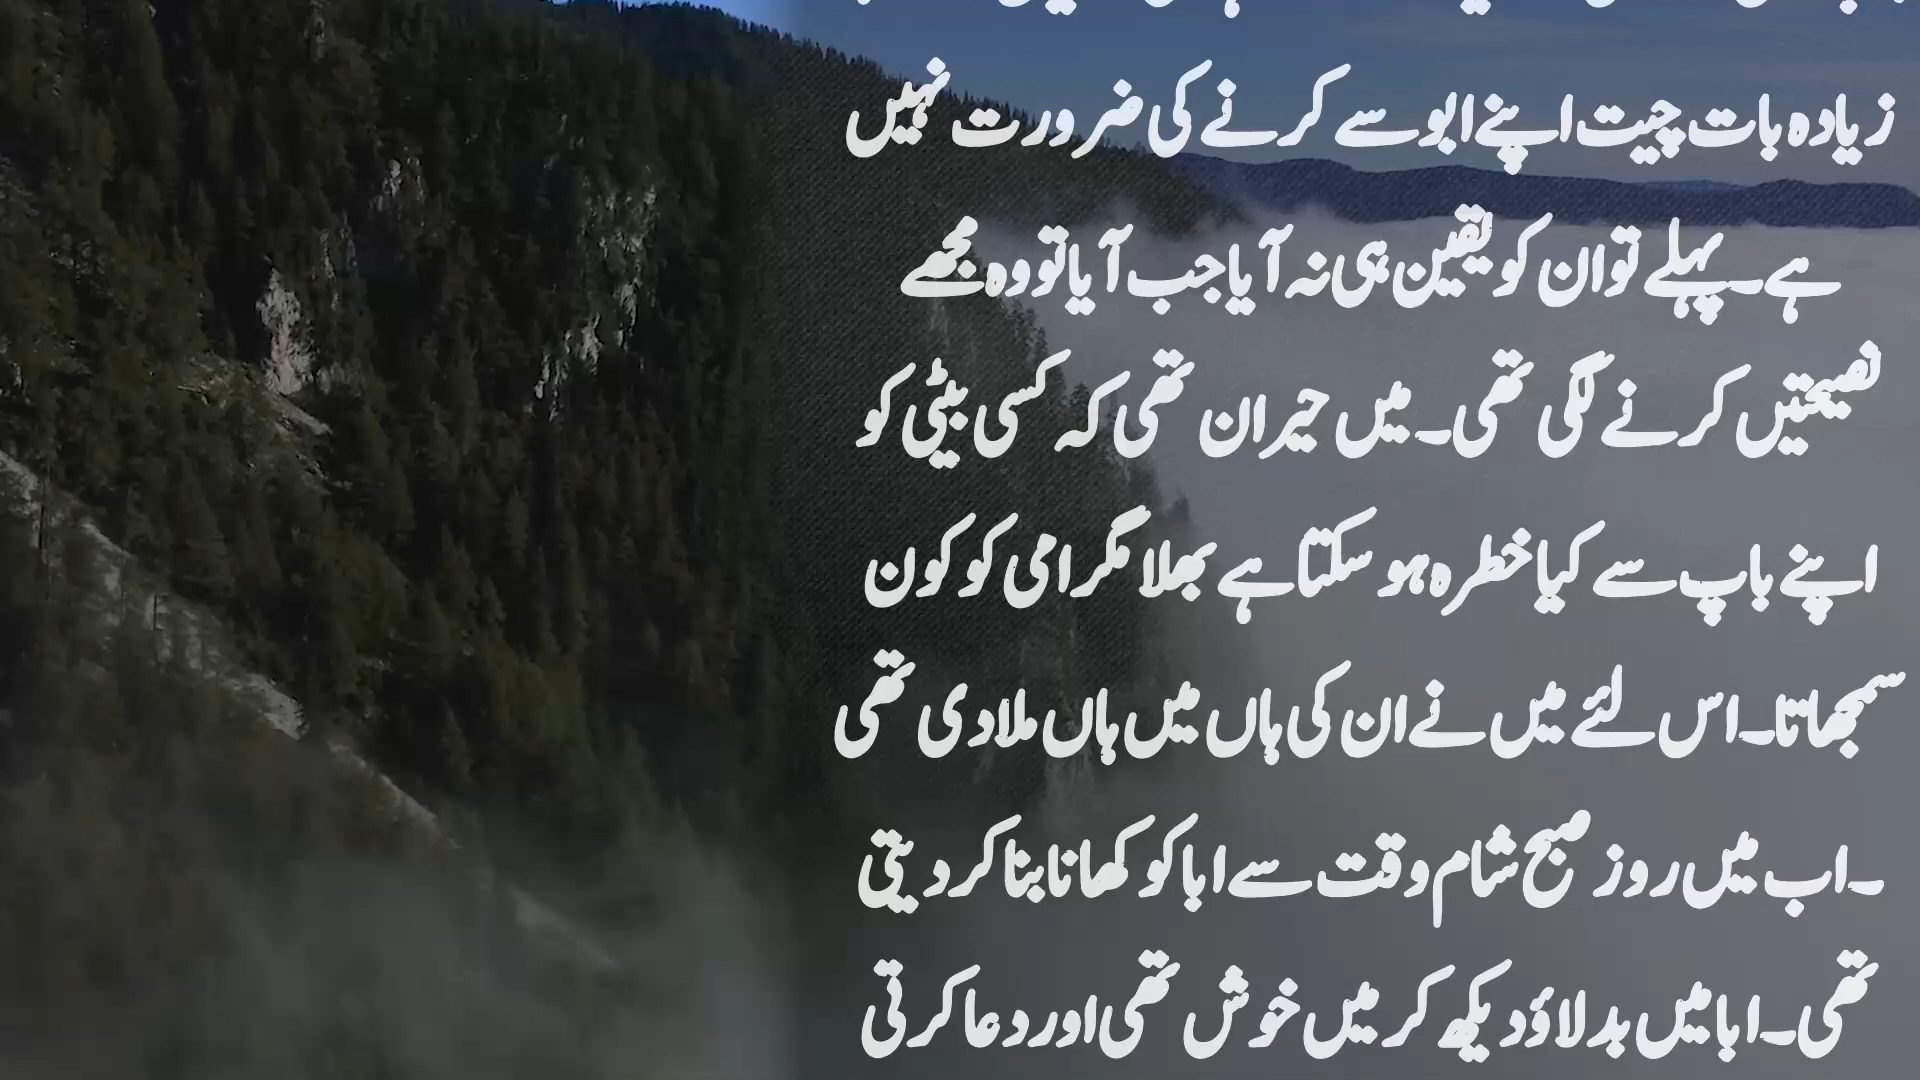 زیادہ بات چیت اپنے ابو سے کرنے کی ضرورت نہیں
ہے۔ پہلے تو ان کو یقین ہی نہ آیا جب آیا تو وہ مجھے
نصیحتیں کرنے لگی تھی۔ میں حیران تھی کہ کسی بیٹی کو
اپنے باپ سے کیا خطرہ ہو سکتا ہے بھلا مگر امی کو کون
سمجھاتا۔ اس لئے میں نے ان کی ہاں میں ہاں ملا دی تھی
۔اب میں روز صبح شام وقت سے ابا کو کھانا بنا کر دیتی
تھی۔ ابا میں بدلاؤ دیکھ کر میں خوش تھی اور دعا کرتی